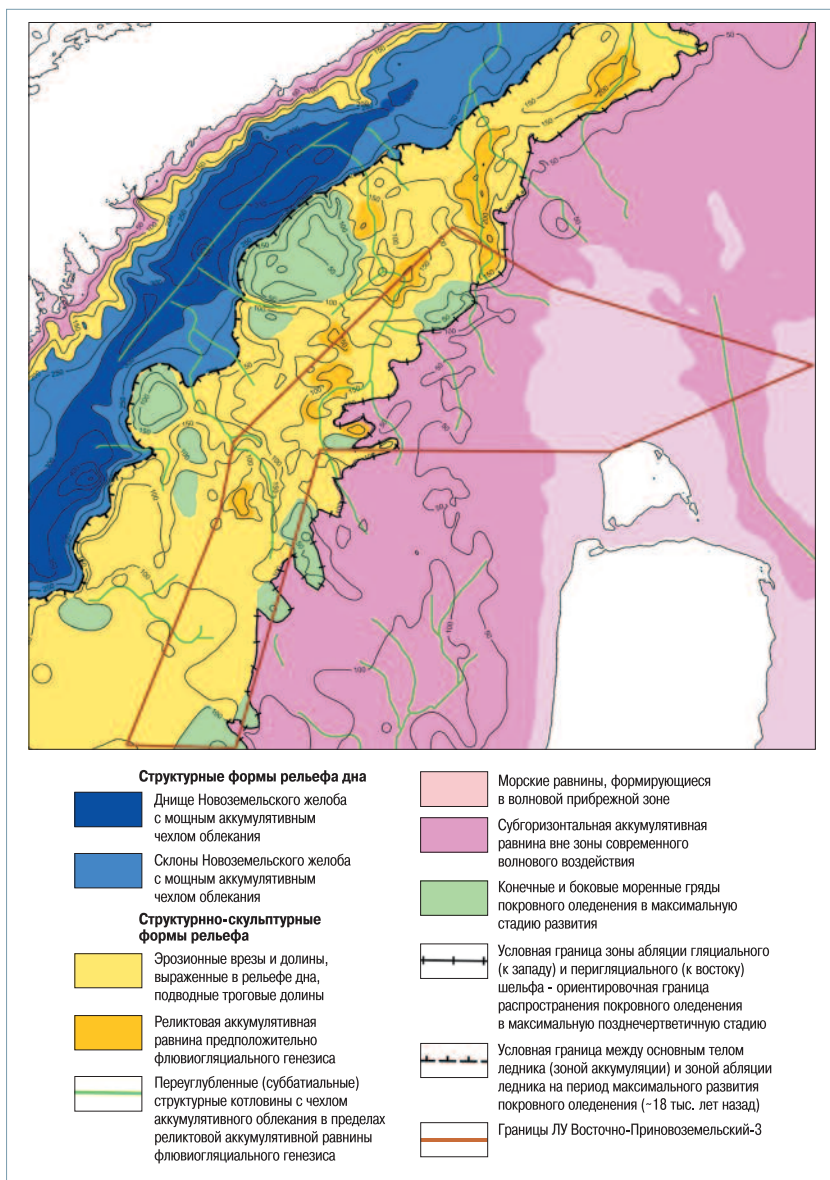 Структурные формы рельефа дна
Днище Новоземельского желоба
с мощным аккумулятивным
чехлом облекания
Склоны Новоземельского желоба
с мощным аккумулятивным
чехлом облекания
Структурнно-скульптурные
формы рельефа
Эрозионные врезы и долины,
выраженные в рельефе дна,
подводные троговые долины
Реликтовая аккумулятивная
равнина предположительно
флювиогляциального генезиса
Переуглубленные (суббатиальные)
структурные котловины с чехлом
аккумулятивного облекания в пределах
реликтовой аккумулятивной равнины
флювиогляциального генезиса
Морские равнины, формирующиеся
в волновой прибрежной зоне
Субгоризонтальная аккумулятивная
равнина вне зоны современного
волнового воздействия
Конечные и боковые моренные гряды
покровного оледенения в максимальную
стадию развития
Условная граница зоны абляции гляциального
(к западу) и перигляциального (к востоку)
шельфа - ориентировочная граница
распространения покровного оледенения
в максимальную позднечертветичную стадию
Условная граница между основным телом
ледника (зоной аккумуляции) и зоной абляции
ледника на период максимального развития
покровного оледенения (~18 тыс. лет назад)
Границы ЛУ Восточно-Приновоземельский-3